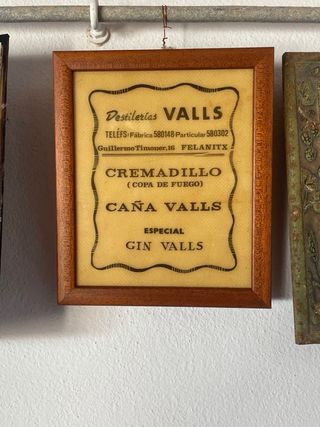 Destilerías VALLS
TELÉFS: Fábrica 580148-Particular 580302
Guillermo Timoner, 16 FELANITX
CREMADILLO
(COPA DE FUEGO)
CAÑA VALLS
ESPECIAL
GIN VALLS